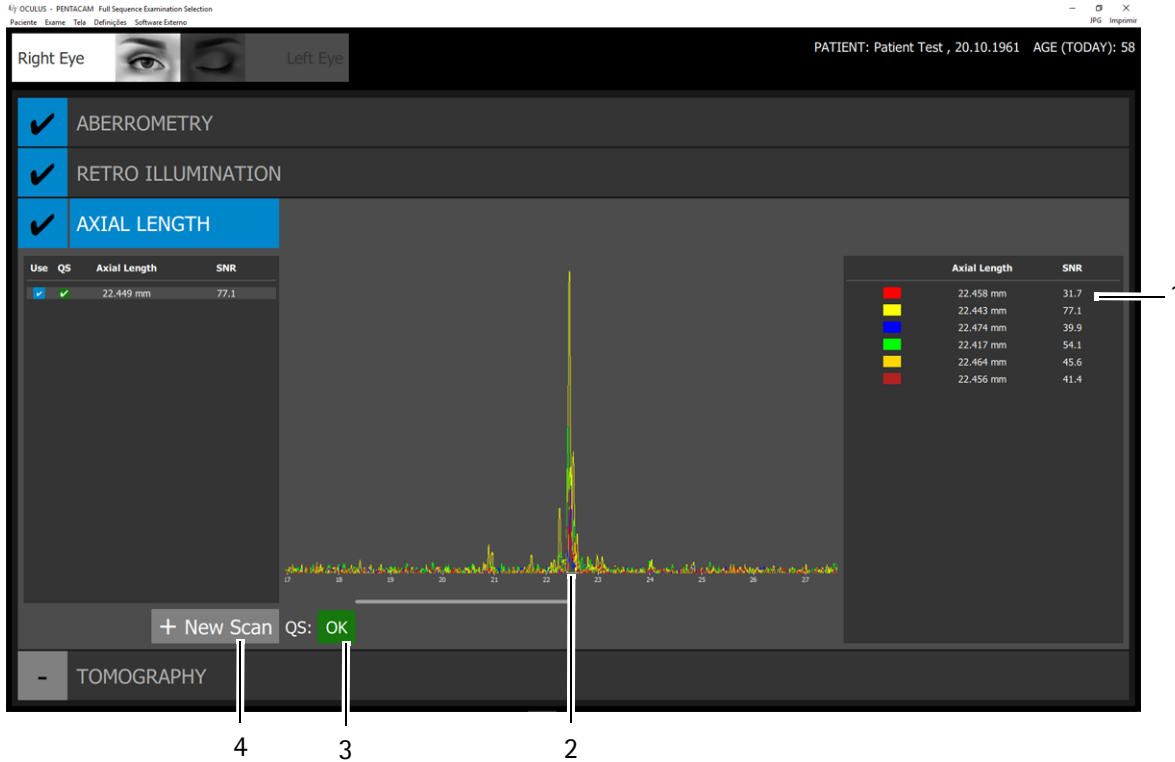 OCULUS - PENTACAM Full Sequence Examination Selection
Paciente Exame Tela Definições Software Externo
JPG Imprimir
Right Eye
Left Eye
PATIENT: Patient Test , 20.10.1961 AGE (TODAY): 58
ABERROMETRY
RETRO ILLUMINATION
AXIAL LENGTH
Use QS Axial Length SNR
22.449 mm 77.1
Axial Length SNR
22.458 mm 31.7
22.443 mm 77.1
22.474 mm 39.9
22.417 mm 54.1
22.464 mm 45.6
22.456 mm 41.4
17 18 19 20 21 22 23 24 25 26 27
+ New Scan QS: OK
- TOMOGRAPHY
4 3 2